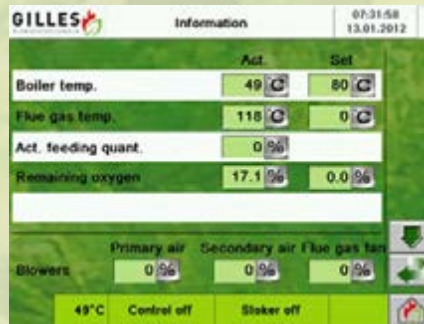 GILLES Information 07:31:58
13.01.2012
Act. Set
Boiler temp. 49 C 80 C
Flue gas temp. 118 C 0 C
Act. feeding quant. 0 %
Remaining oxygen 17.1 % 0.0 %
Primary air Secondary air Flue gas fan
Blowers 0 % 0 % 0 %
49°C Control off Stoker off